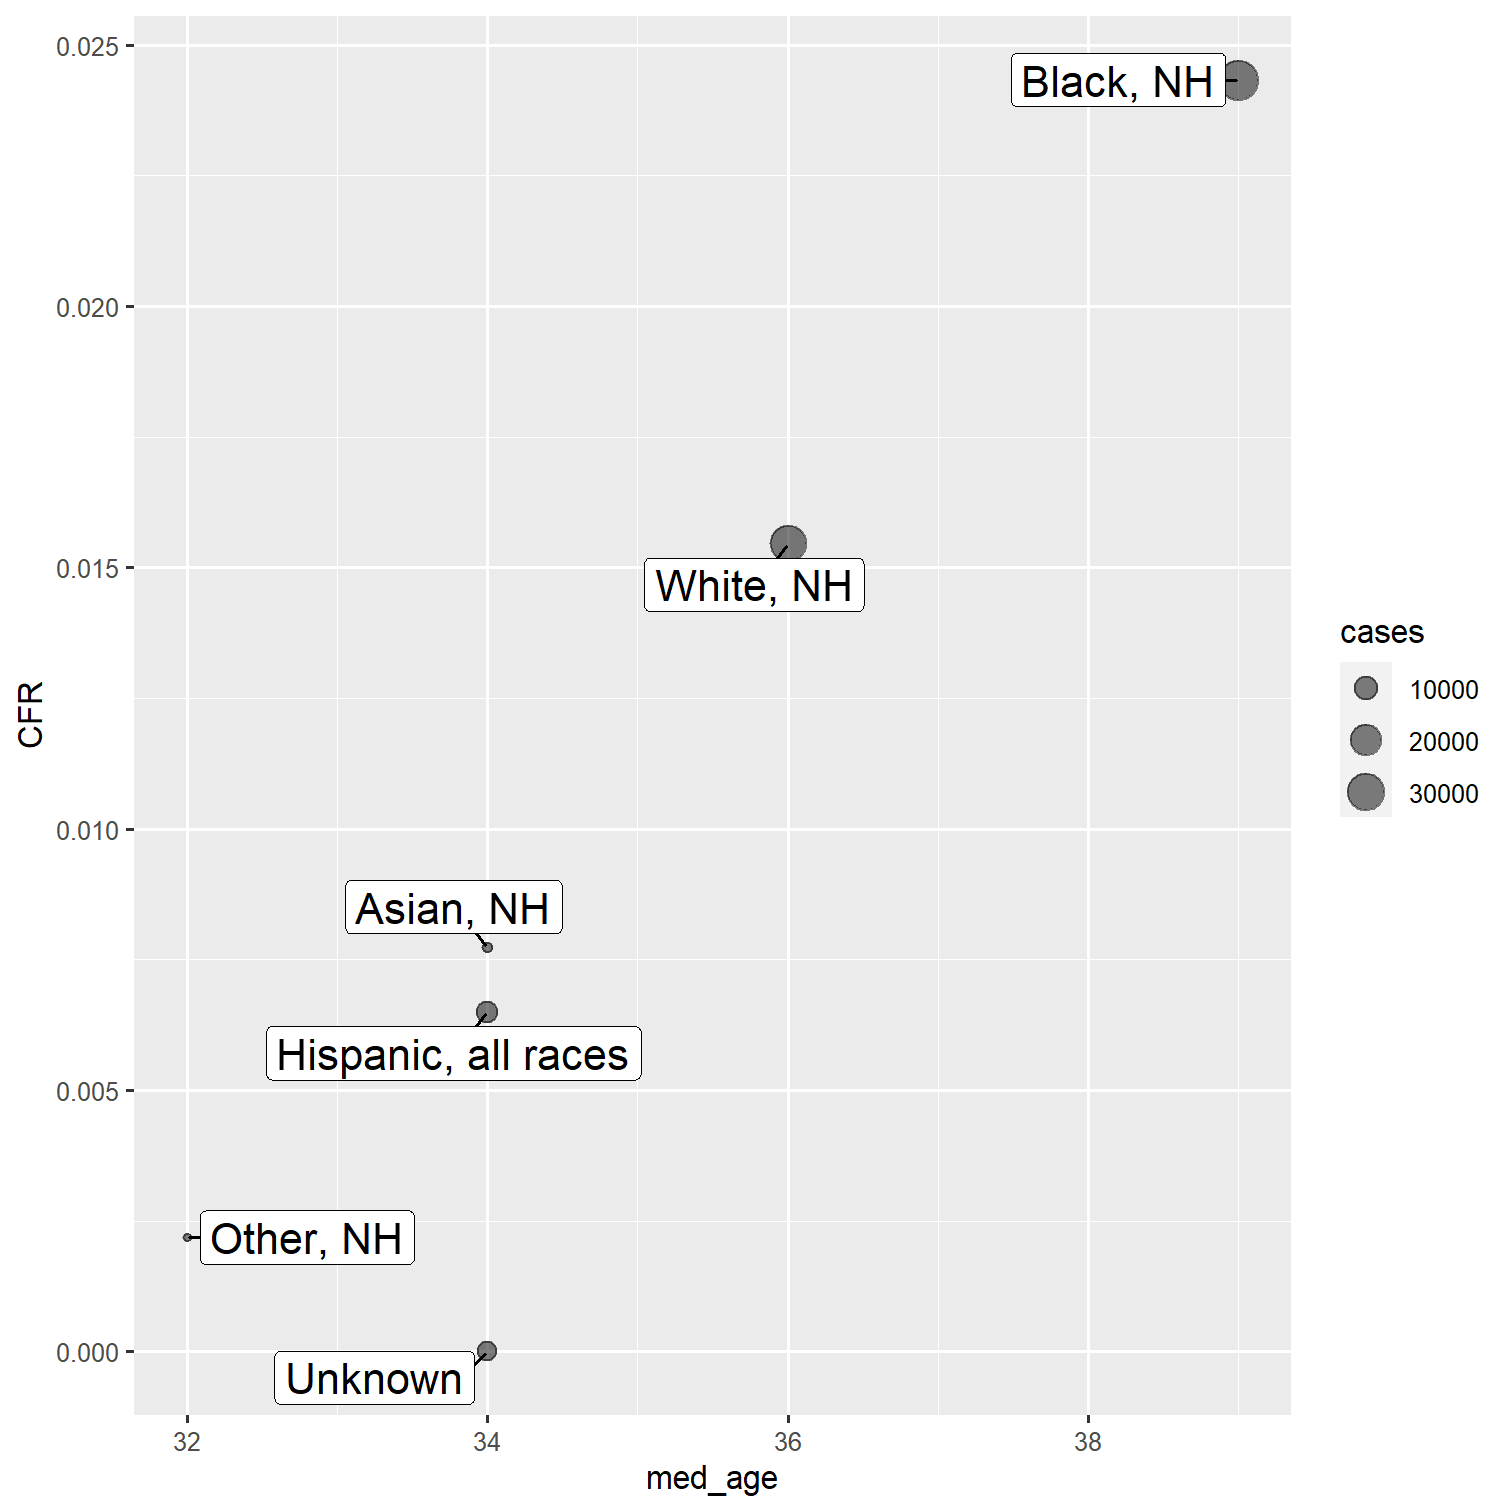 0.025
0.020
0.015
0.010
0.005
0.000
CFR
Black, NH
White, NH
Asian, NH
Hispanic, all races
Other, NH
Unknown
32
34
36
38
med_age
cases
10000
20000
30000